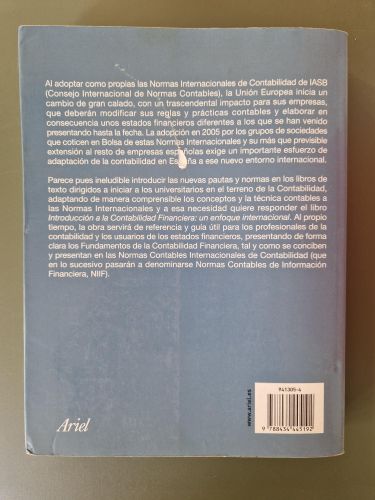 Al adoptar como propias las Normas Internacionales de Contabilidad de IASB
(Consejo Internacional de Normas Contables), la Unión Europea inicia un
cambio de gran calado, con un trascendental impacto para sus empresas,
que deberán modificar sus reglas y prácticas contables y elaborar en
consecuencia unos estados financieros diferentes a los que se han venido
presentando hasta la fecha. La adopción en 2005 por los grupos de sociedades
que coticen en Bolsa de estas Normas Internacionales y su más que previsible
extensión al resto de empresas españolas exige un importante esfuerzo de
adaptación de la contabilidad en España a ese nuevo entorno internacional.
Parece pues ineludible introducir las nuevas pautas y normas en los libros de
texto dirigidos a iniciar a los universitarios en el terreno de la Contabilidad,
adaptando de manera comprensible los conceptos y la técnica contables a
las Normas Internacionales y a esa necesidad quiere responder el libro
Introducción a la Contabilidad Financiera: un enfoque internacional. Al propio
tiempo, la obra servirá de referencia y guía útil para los profesionales de la
contabilidad y los usuarios de los estados financieros, presentando de forma
clara los Fundamentos de la Contabilidad Financiera, tal y como se conciben
y presentan en las Normas Contables Internacionales de Contabilidad (que
en lo sucesivo pasarán a denominarse Normas Contables de Información
Financiera, NIIF).
Ariel
www.ariel.es
941305-4
9 788434 445192